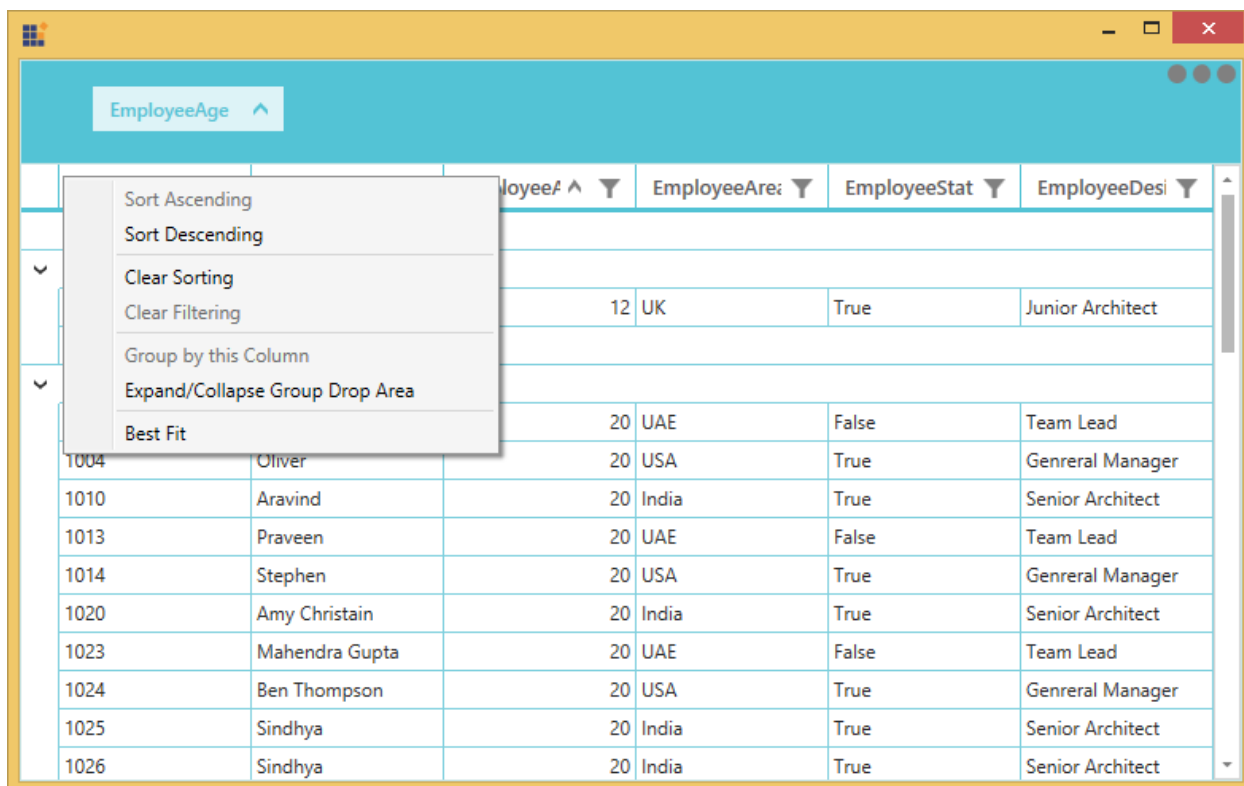 EmployeeAge
loyeeA EmployeeArea EmployeeStat EmployeeDesi
Sort Ascending
Sort Descending
Clear Sorting
Clear Filtering
Group by this Column
Expand/Collapse Group Drop Area
Best Fit
12 UK True Junior Architect
20 UAE False Team Lead
1004 Oliver 20 USA True Genreral Manager
1010 Aravind 20 India True Senior Architect
1013 Praveen 20 UAE False Team Lead
1014 Stephen 20 USA True Genreral Manager
1020 Amy Christain 20 India True Senior Architect
1023 Mahendra Gupta 20 UAE False Team Lead
1024 Ben Thompson 20 USA True Genreral Manager
1025 Sindhya 20 India True Senior Architect
1026 Sindhya 20 India True Senior Architect